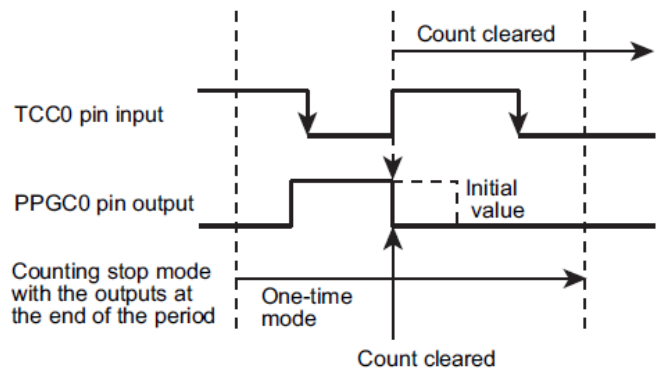 Count cleared
TCC0 pin input
PPGC0 pin output
Initial
value
Counting stop mode
with the outputs at
the end of the period
One-time
mode
Count cleared